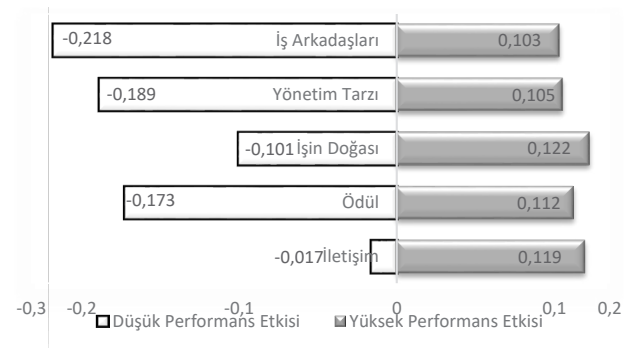 -0,218 İş Arkadaşları 0,103
-0,189 Yönetim Tarzı 0,105
-0,101 İşin Doğası 0,122
-0,173 Ödül 0,112
-0,017 İletişim 0,119
-0,3 -0,2 -0,1 0 0,1 0,2
Düşük Performans Etkisi Yüksek Performans Etkisi